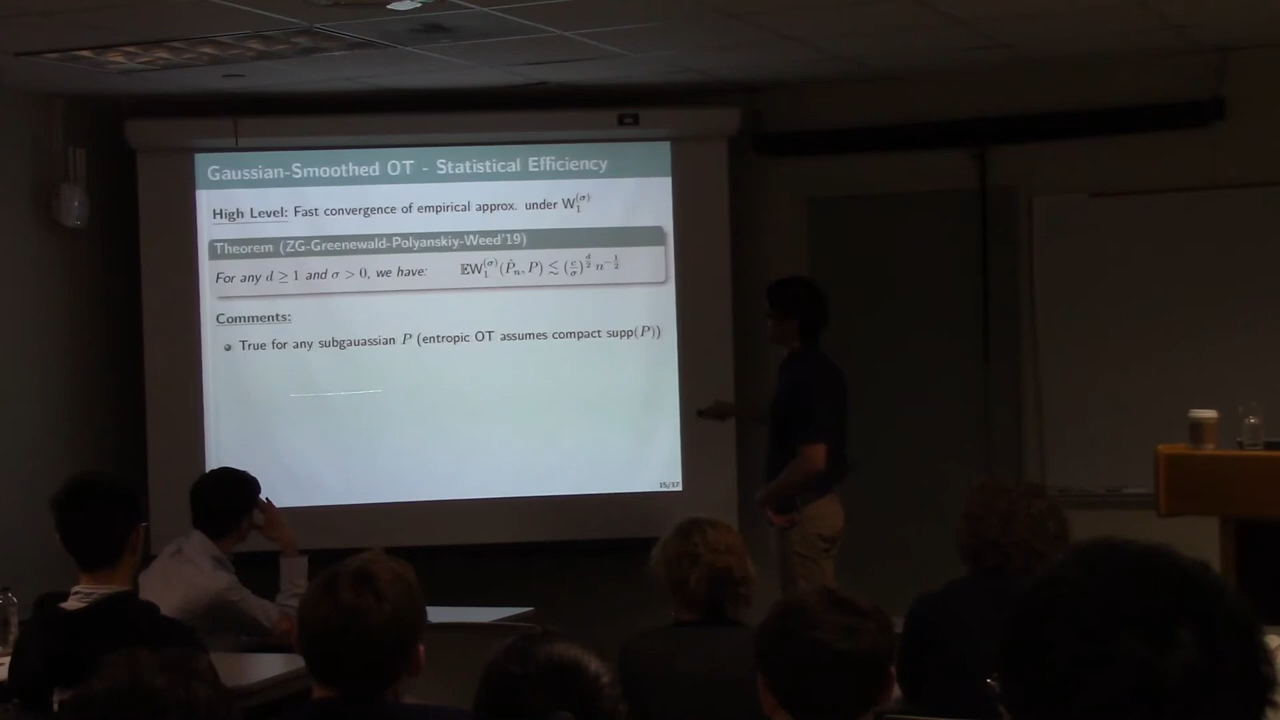 Gaussian-Smoothed OT - Statistical Efficiency
High Level: Fast convergence of empirical approx. under W₁^(σ)
Theorem (ZG-Greenewald-Polyanskiy-Weed'19)
For any d ≥ 1 and σ > 0, we have: 𝔼W₁^(σ)(P̂ₙ, P) ≲ (c/σ)^(d/2) n^(-1/2)
Comments:
True for any subgauassian P (entropic OT assumes compact supp(P))
15/17